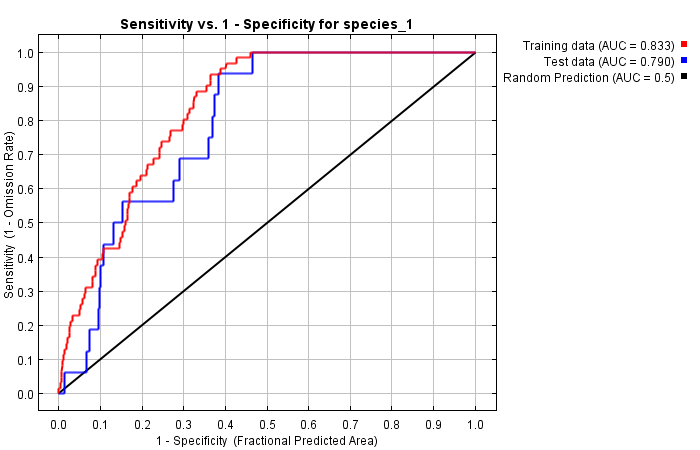 Sensitivity vs. 1 - Specificity for species_1
Training data (AUC = 0.833)
Test data (AUC = 0.790)
Random Prediction (AUC = 0.5)
Sensitivity (1 - Omission Rate)
1.0
0.9
0.8
0.7
0.6
0.5
0.4
0.3
0.2
0.1
0.0
0.0 0.1 0.2 0.3 0.4 0.5 0.6 0.7 0.8 0.9 1.0
1 - Specificity (Fractional Predicted Area)